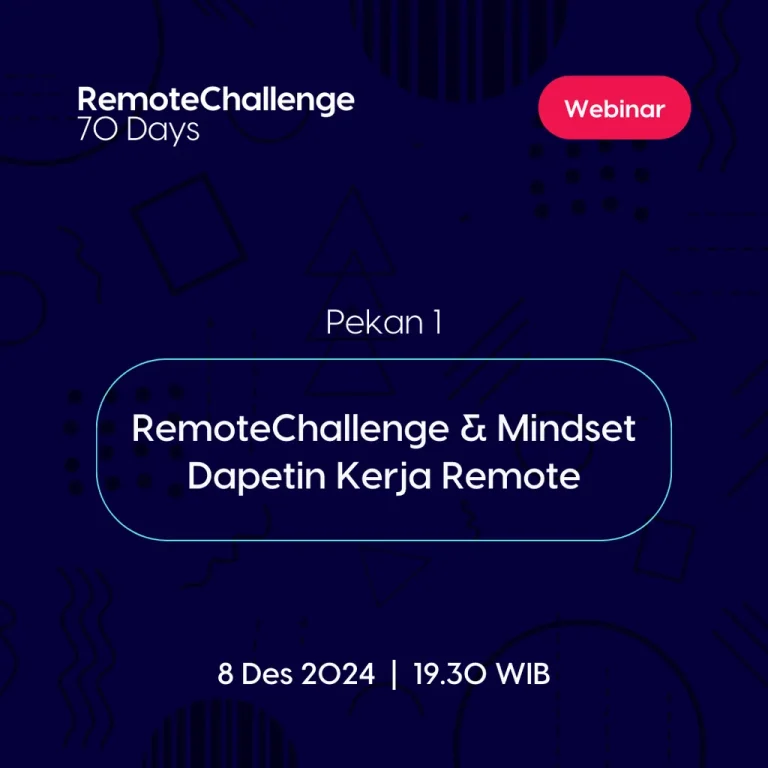 RemoteChallenge
70 Days
Webinar
Pekan 1
RemoteChallenge & Mindset
Dapetin Kerja Remote
8 Des 2024 | 19.30 WIB